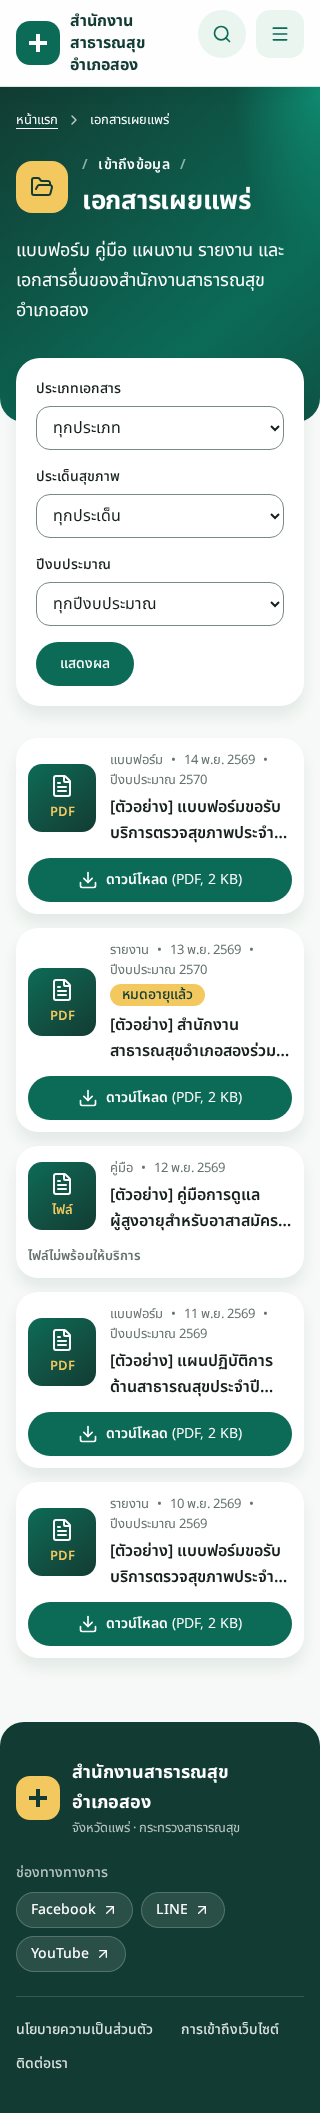 สำนักงาน
สาธารณสุข
อำเภอสอง
หน้าแรก > เอกสารเผยแพร่
/ เข้าถึงข้อมูล /
เอกสารเผยแพร่
แบบฟอร์ม คู่มือ แผนงาน รายงาน และ
เอกสารอื่นของสำนักงานสาธารณสุข
อำเภอสอง
ประเภทเอกสาร
ทุกประเภท
ประเด็นสุขภาพ
ทุกประเด็น
ปีงบประมาณ
ทุกปีงบประมาณ
แสดงผล
แบบฟอร์ม • 14 พ.ย. 2569 •
ปีงบประมาณ 2570
[ตัวอย่าง] แบบฟอร์มขอรับ
บริการตรวจสุขภาพประจำ...
PDF
ดาวน์โหลด (PDF, 2 KB)
รายงาน • 13 พ.ย. 2569 •
ปีงบประมาณ 2570
หมดอายุแล้ว
PDF
[ตัวอย่าง] สำนักงาน
สาธารณสุขอำเภอสองร่วม...
ดาวน์โหลด (PDF, 2 KB)
คู่มือ • 12 พ.ย. 2569
[ตัวอย่าง] คู่มือการดูแล
ไฟล์
ผู้สูงอายุสำหรับอาสาสมัคร...
ไฟล์ไม่พร้อมให้บริการ
แบบฟอร์ม • 11 พ.ย. 2569 •
ปีงบประมาณ 2569
[ตัวอย่าง] แผนปฏิบัติการ
PDF
ด้านสาธารณสุขประจำปี...
ดาวน์โหลด (PDF, 2 KB)
รายงาน • 10 พ.ย. 2569 •
ปีงบประมาณ 2569
[ตัวอย่าง] แบบฟอร์มขอรับ
PDF
บริการตรวจสุขภาพประจำ...
ดาวน์โหลด (PDF, 2 KB)
สำนักงานสาธารณสุข
อำเภอสอง
จังหวัดแพร่ · กระทรวงสาธารณสุข
ช่องทางทางการ
Facebook
LINE
YouTube
นโยบายความเป็นส่วนตัว
การเข้าถึงเว็บไซต์
ติดต่อเรา